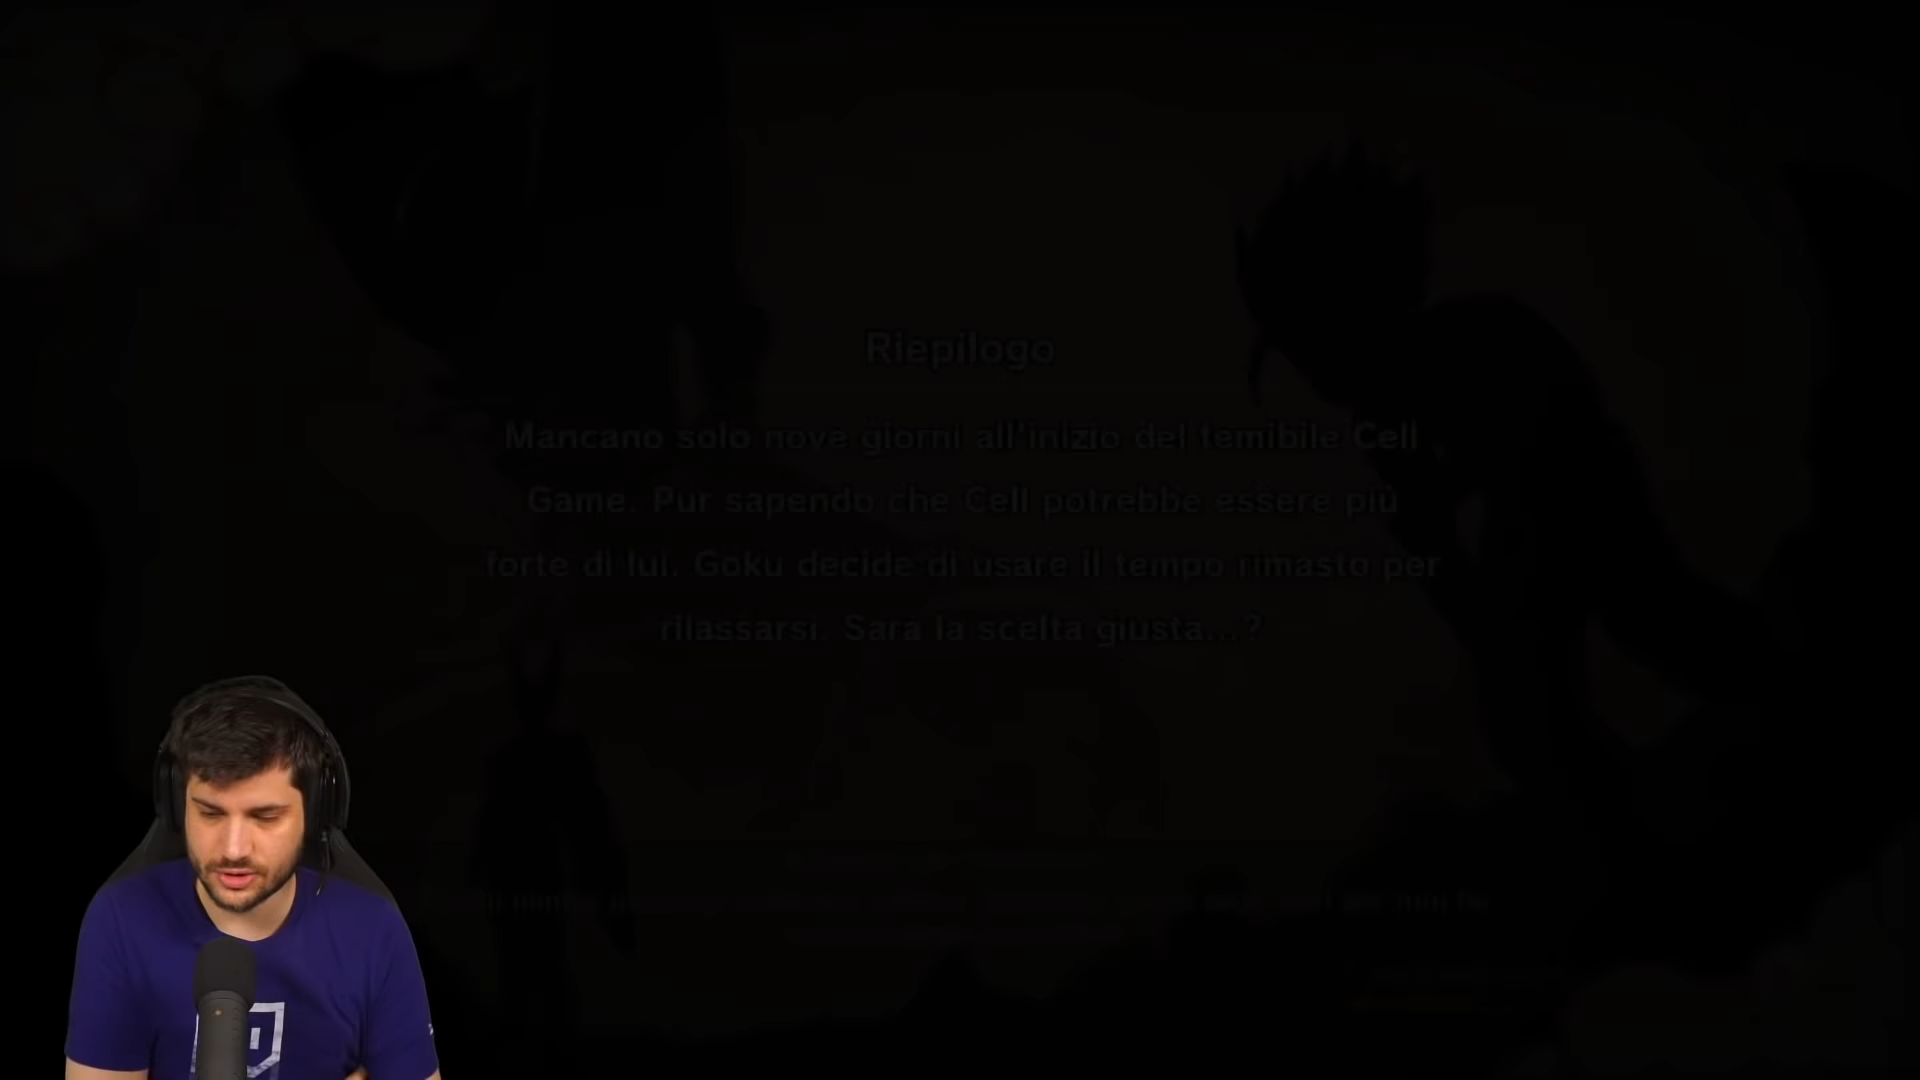 Riepilogo
Mancano solo nove giorni all'inizio del temibile Cell
Game. Pur sapendo che Cell potrebbe essere più
forte di lui, Goku decide di usare il tempo rimasto per
rilassarsi. Sarà la scelta giusta...?